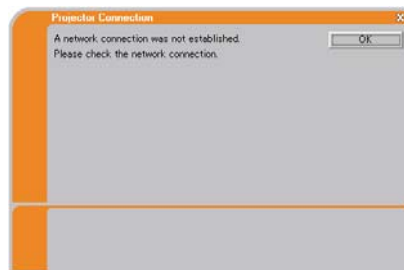 Projector Connection X
A network connection was not established. OK
Please check the network connection.